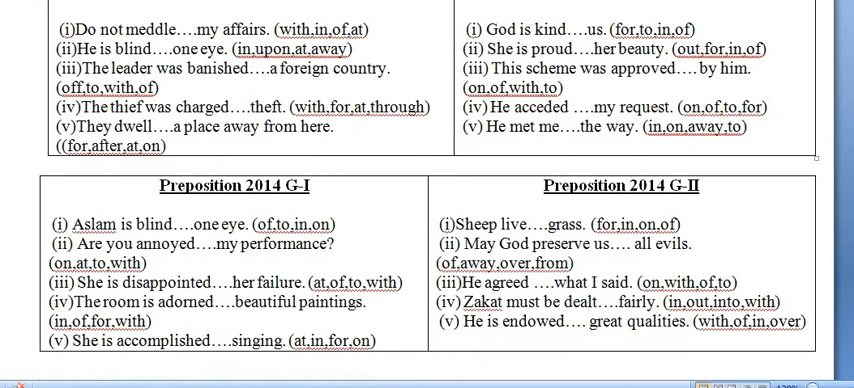 (i)Do not meddle….my affairs. (with,in,of,at)
(ii)He is blind….one eye. (in,upon,at,away)
(iii)The leader was banished….a foreign country.
(off,to,with,of)
(iv)The thief was charged….theft. (with,for,at,through)
(v)They dwell….a place away from here.
((for,after,at,on)
(i) God is kind….us. (for,to,in,of)
(ii) She is proud….her beauty. (out,for,in,of)
(iii) This scheme was approved….by him.
(on,of,with,to)
(iv) He acceded ….my request. (on,of,to,for)
(v) He met me….the way. (in,on,away,to)
Preposition 2014 G-I
(i) Aslam is blind….one eye. (of,to,in,on)
(ii) Are you annoyed….my performance?
(on,at,to,with)
(iii) She is disappointed….her failure. (at,of,to,with)
(iv)The room is adorned….beautiful paintings.
(in,of,for,with)
(v) She is accomplished….singing. (at,in,for,on)
Preposition 2014 G-II
(i)Sheep live….grass. (for,in,on,of)
(ii) May God preserve us…. all evils.
(of,away,over,from)
(iii)He agreed ….what I said. (on,with,of,to)
(iv) Zakat must be dealt….fairly. (in,out,into,with)
(v) He is endowed…. great qualities. (with,of,in,over)